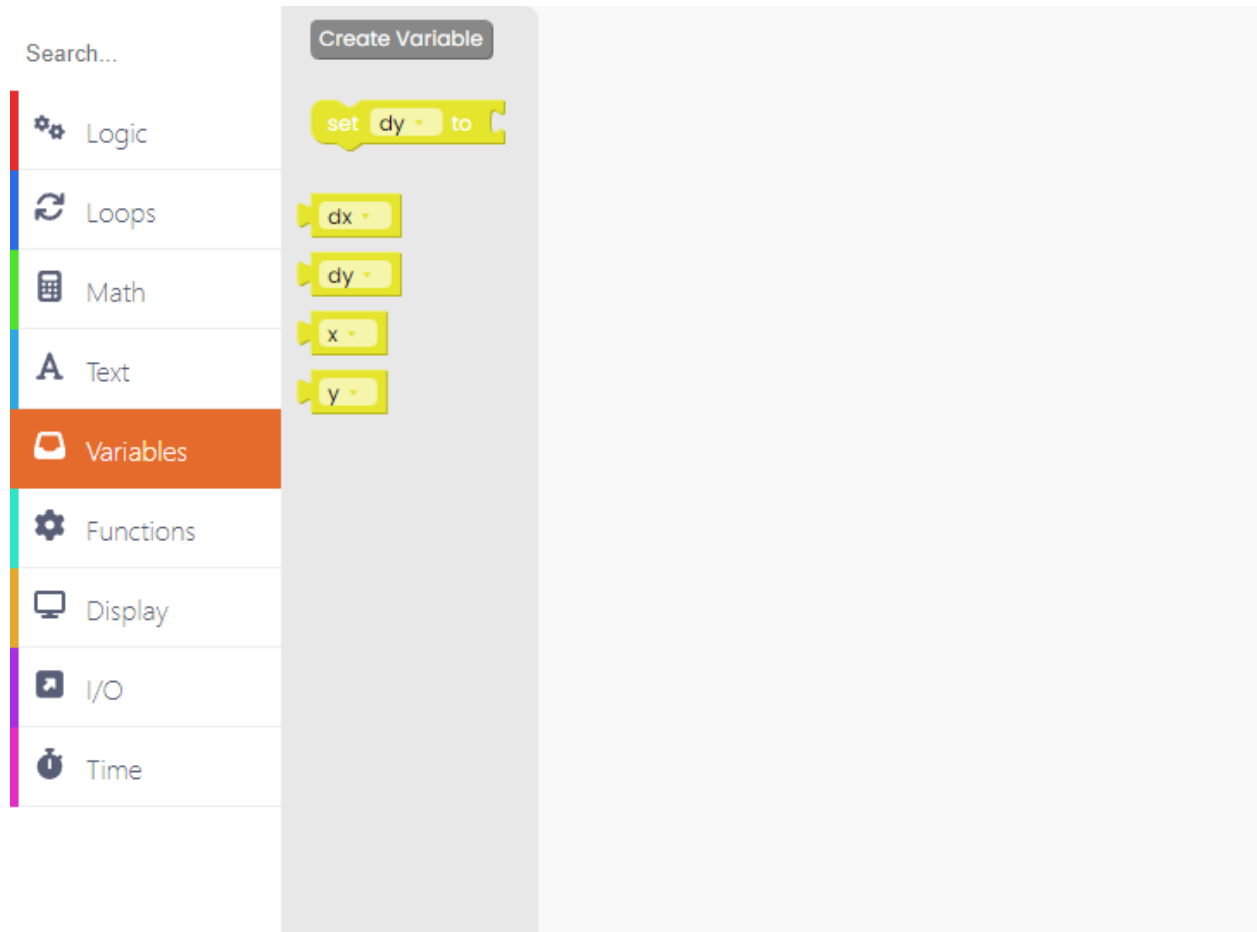 Search...
Logic
Loops
Math
Text
Variables
Functions
Display
I/O
Time
Create Variable
set dy to
dx
dy
x
y